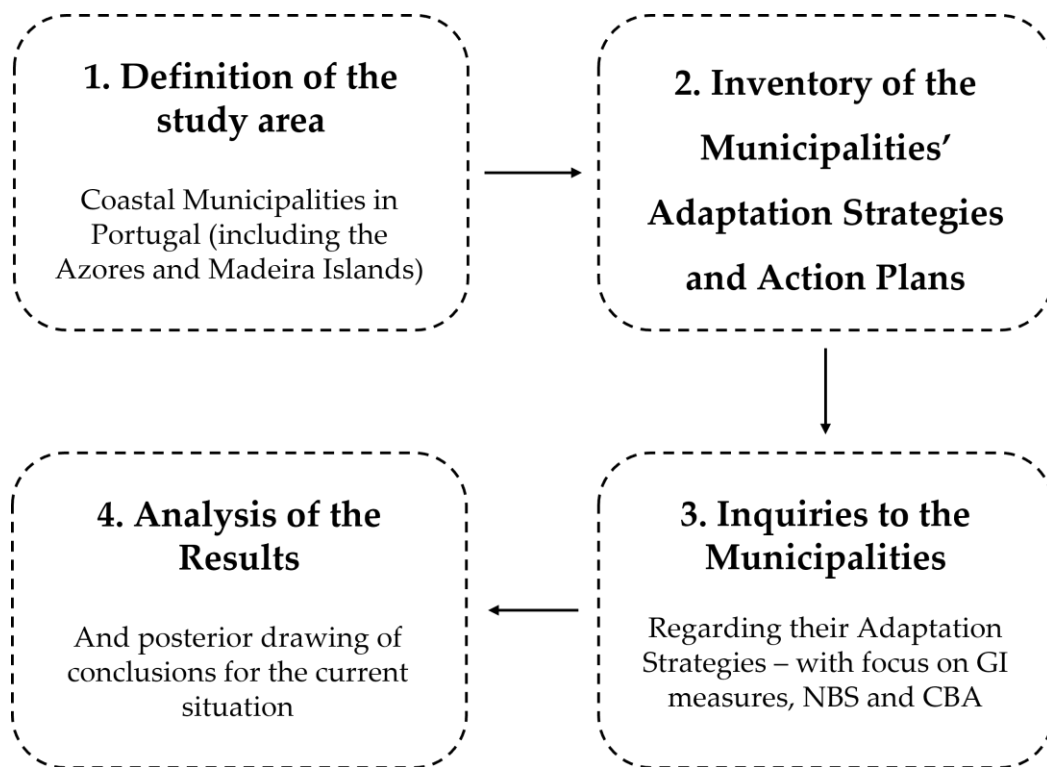 1. Definition of the
study area
Coastal Municipalities in
Portugal (including the
Azores and Madeira Islands)
2. Inventory of the
Municipalities’
Adaptation Strategies
and Action Plans
3. Inquiries to the
Municipalities
Regarding their Adaptation
Strategies – with focus on GI
measures, NBS and CBA
4. Analysis of the
Results
And posterior drawing of
conclusions for the current
situation